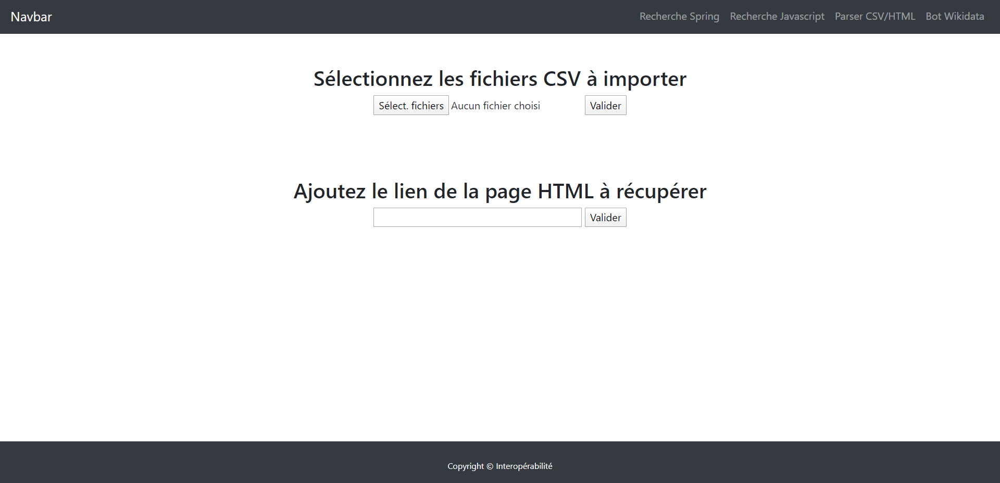 Navbar Recherche Spring Recherche Javascript Parser CSV/HTML Bot Wikidata
Sélectionnez les fichiers CSV à importer
Sélect. fichiers Aucun fichier choisi Valider
Ajoutez le lien de la page HTML à récupérer
Valider
Copyright © Interopérabilité